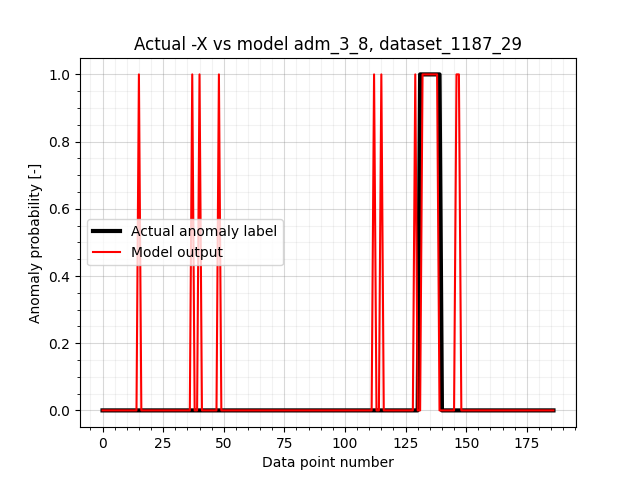 Actual -X vs model adm_3_8, dataset_1187_29
1.0
0.8
0.6
0.4
0.2
0.0
Anomaly probability [-]
Actual anomaly label
Model output
0 25 50 75 100 125 150 175
Data point number